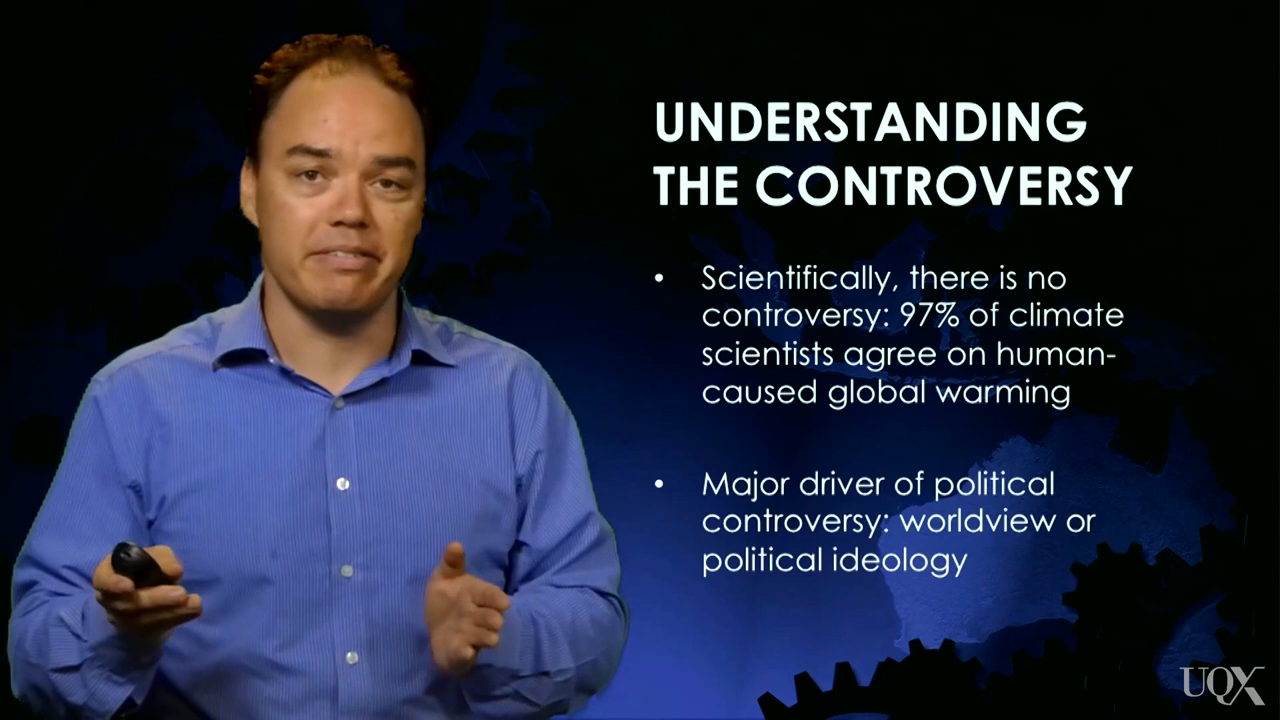 UNDERSTANDING
THE CONTROVERSY
• Scientifically, there is no
controversy: 97% of climate
scientists agree on human-
caused global warming
• Major driver of political
controversy: worldview or
political ideology
UQX